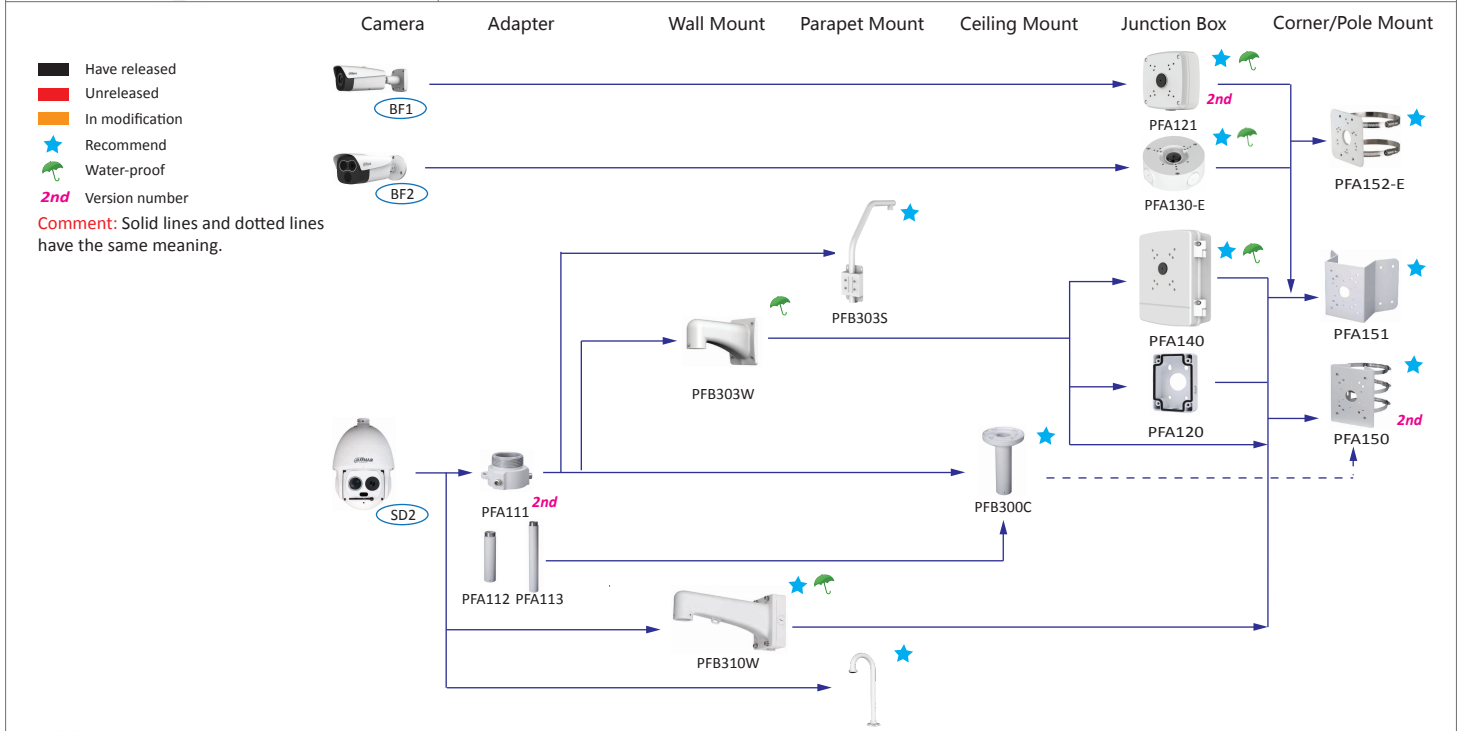 Camera Adapter Wall Mount Parapet Mount Ceiling Mount Junction Box Corner/Pole Mount
Have released
Unreleased
In modification
Recommend
Water-proof
2nd Version number
Comment: Solid lines and dotted lines
have the same meaning.
BF1
2nd
PFA121
BF2
PFA130-E
PFA152-E
PFB303S
PFB303W
PFA140
PFA151
PFA120
PFA150
2nd
alhua
SD2
PFA111
2nd
PFB300C
PFA112 PFA113
PFB310W